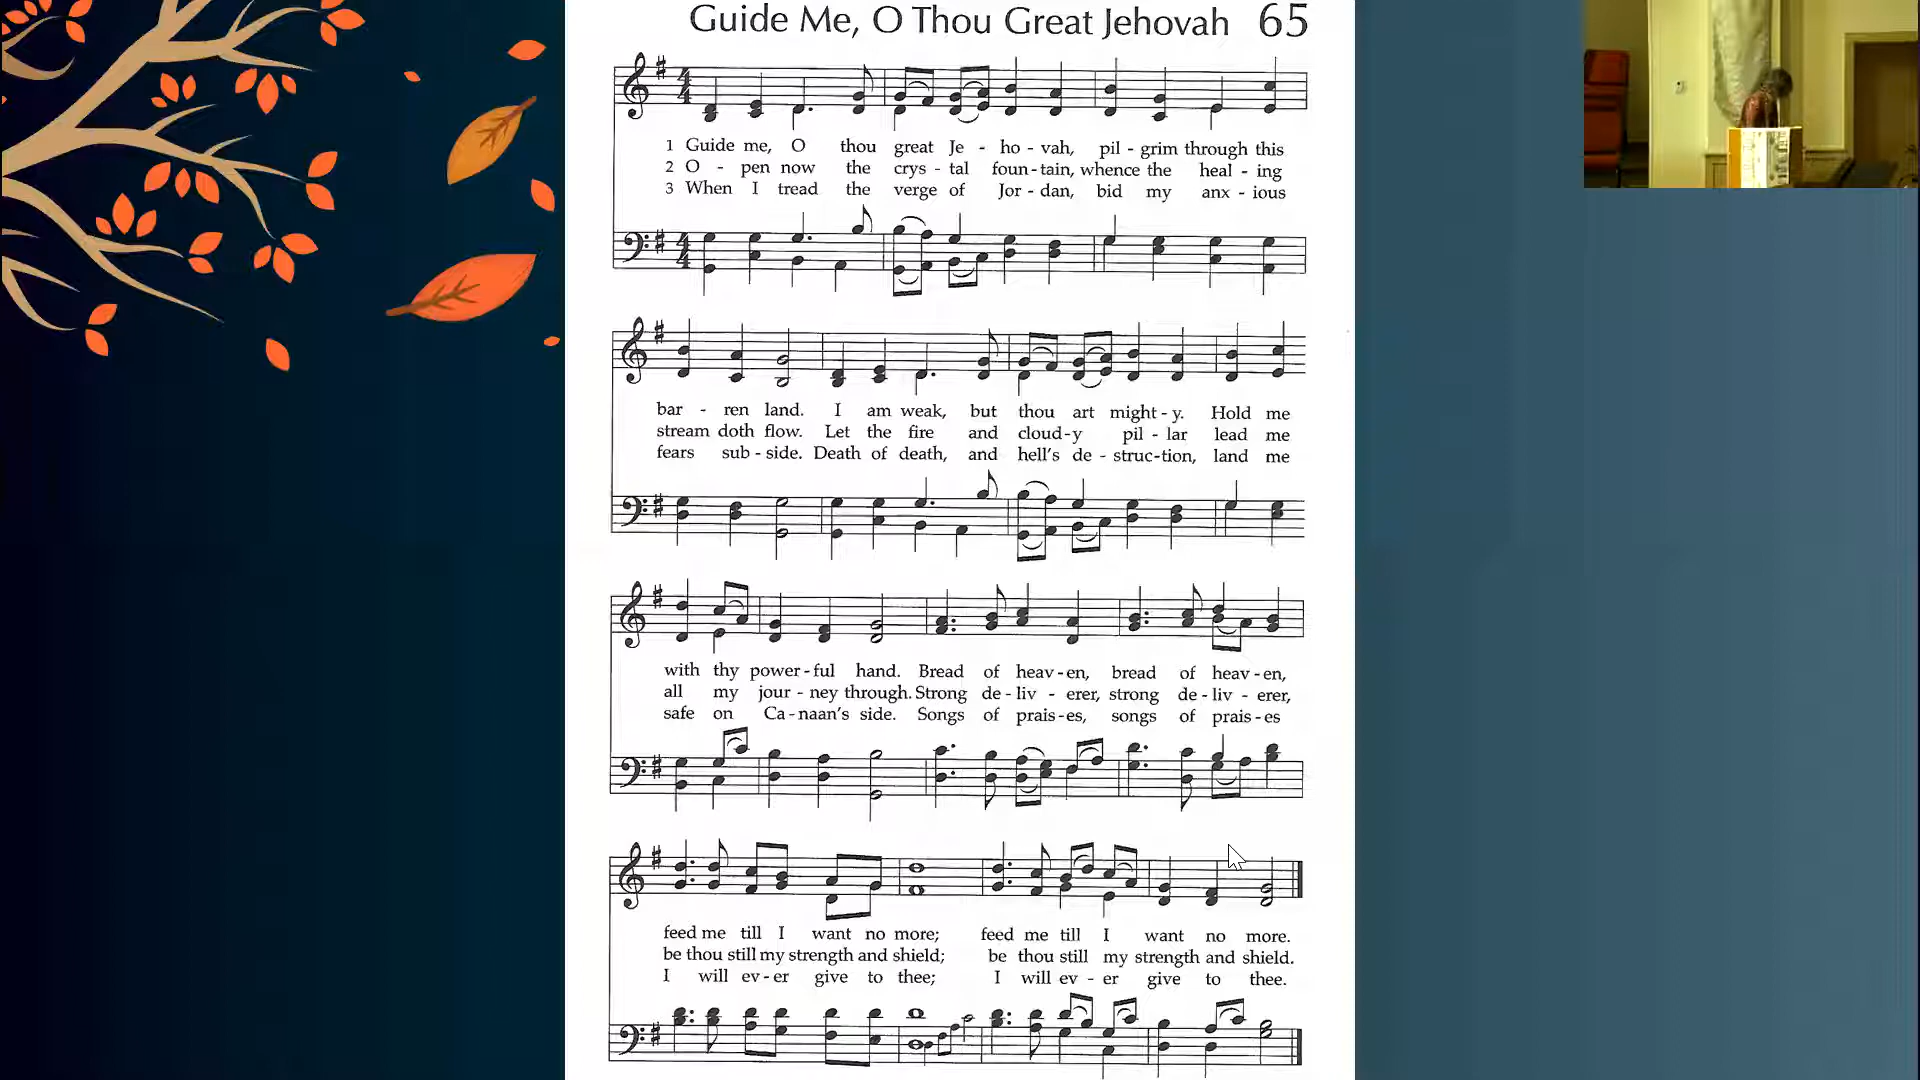 Guide Me, O Thou Great Jehovah 65
1 Guide me, O thou great Je - ho - vah, pil - grim through this
2 O - pen now the crys - tal foun - tain, whence the heal - ing
3 When I tread the verge of Jor - dan, bid my anx - ious
bar - ren land. I am weak, but thou art might - y. Hold me
stream doth flow. Let the fire and cloud - y pil - lar lead me
fears sub - side. Death of death, and hell's de - struc - tion, land me
with thy power - ful hand. Bread of heav - en, bread of heav - en,
all my jour - ney through. Strong de - liv - erer, strong de - liv - erer,
safe on Ca - naan's side. Songs of prais - es, songs of prais - es
feed me till I want no more; feed me till I want no more.
be thou still my strength and shield; be thou still my strength and shield.
I will ev - er give to thee; I will ev - er give to thee.